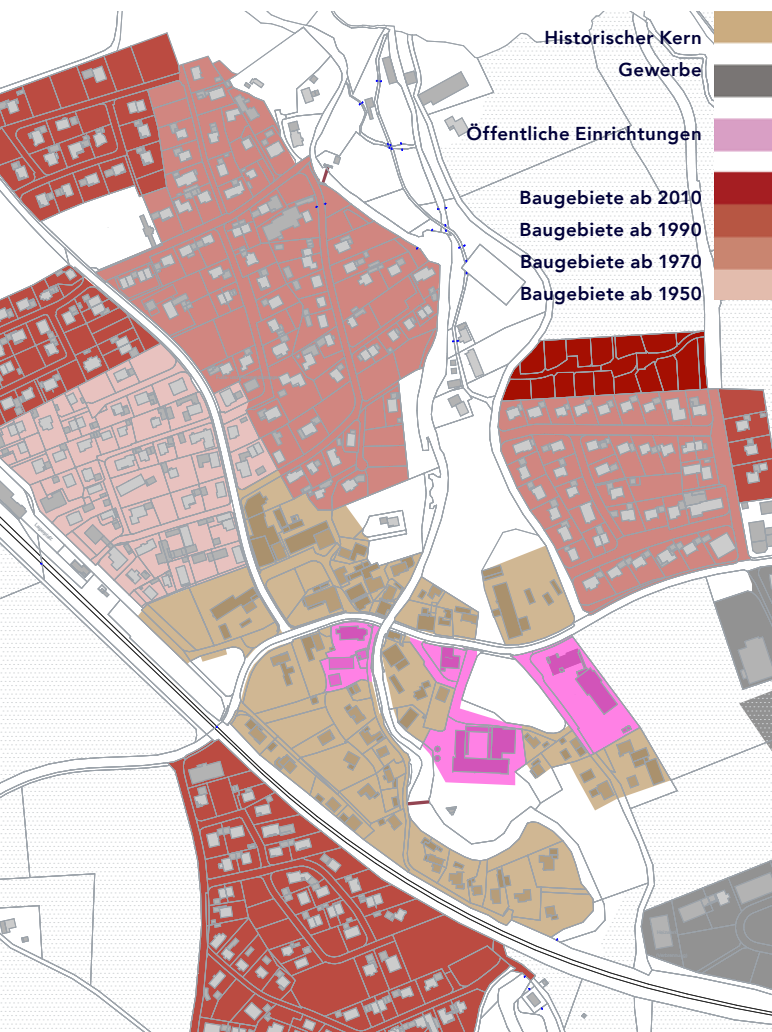 Historischer Kern
Gewerbe
Öffentliche Einrichtungen
Baugebiete ab 2010
Baugebiete ab 1990
Baugebiete ab 1970
Baugebiete ab 1950